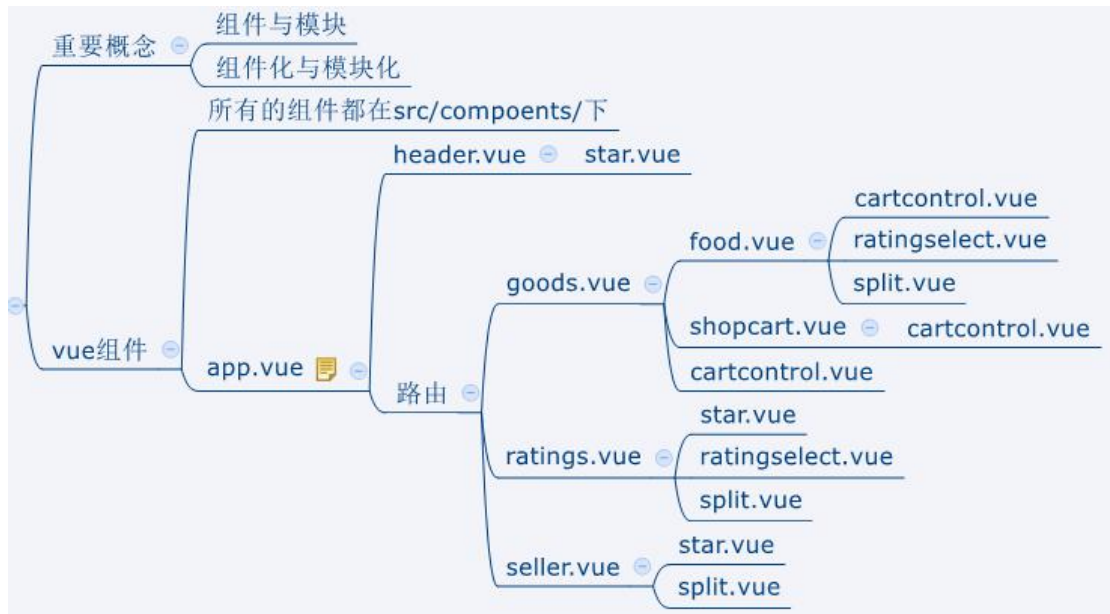 重要概念
组件与模块
组件化与模块化
vue组件
所有的组件都在src/compoents/下
app.vue
header.vue
star.vue
路由
goods.vue
food.vue
cartcontrol.vue
ratingselect.vue
split.vue
shopcart.vue
cartcontrol.vue
cartcontrol.vue
ratings.vue
star.vue
ratingselect.vue
split.vue
seller.vue
star.vue
split.vue